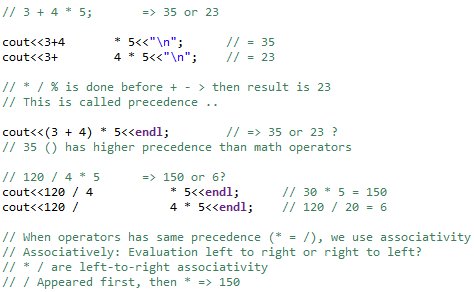 // 3 + 4 * 5;       => 35 or 23
cout<<3+4       * 5<<"\n";      // = 35
cout<<3+        4 * 5<<"\n";    // = 23
// * / % is done before + - > then result is 23
// This is called precedence ..
cout<<(3 + 4) * 5<<endl;        // => 35 or 23 ?
// 35 () has higher precedence than math operators
// 120 / 4 * 5      => 150 or 6?
cout<<120 / 4           * 5<<endl;      // 30 * 5 = 150
cout<<120 /             4 * 5<<endl;    // 120 / 20 = 6
// When operators has same precedence (* = /), we use associativity
// Associatively: Evaluation left to right or right to left?
// * / are left-to-right associativity
// / Appeared first, then * => 150